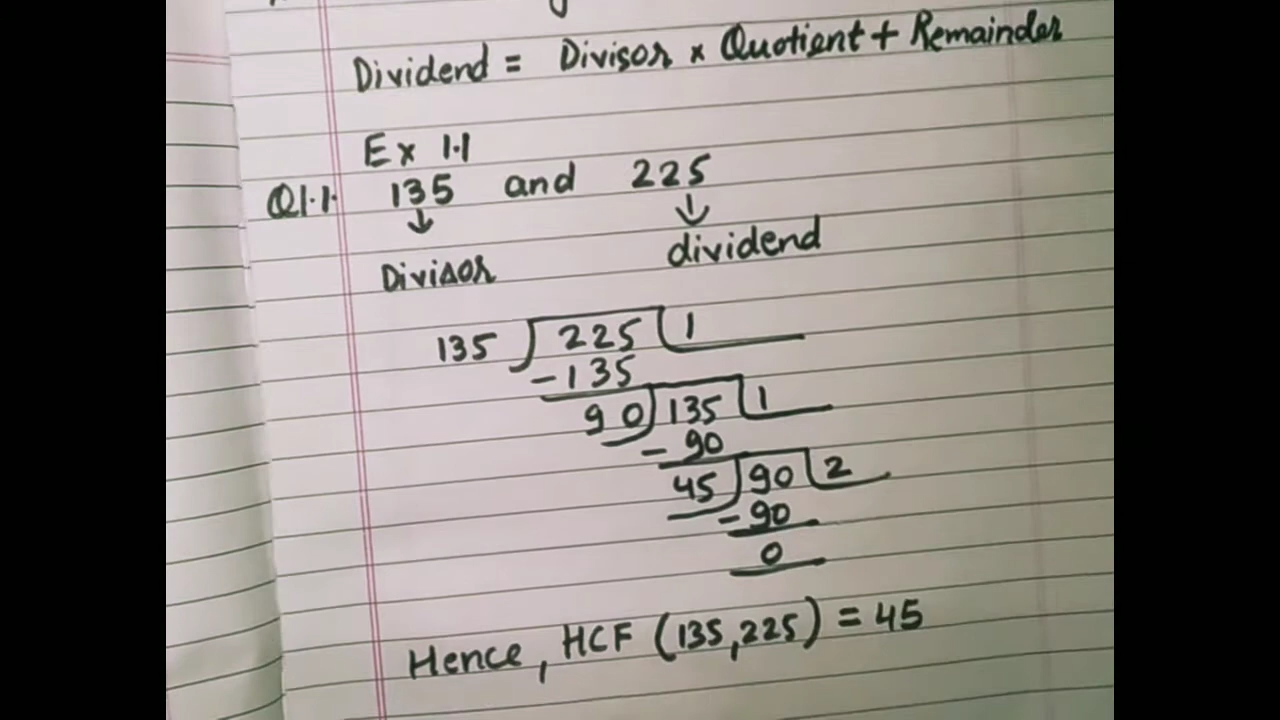 Dividend = Divisor × Quotient + Remainder
Ex 1.1
Q1.1. 135 and 225
↓ ↓
Divisor dividend
135 225 1
-135
90 135 1
- 90
45 90 2
- 90
0
Hence, HCF (135,225) = 45